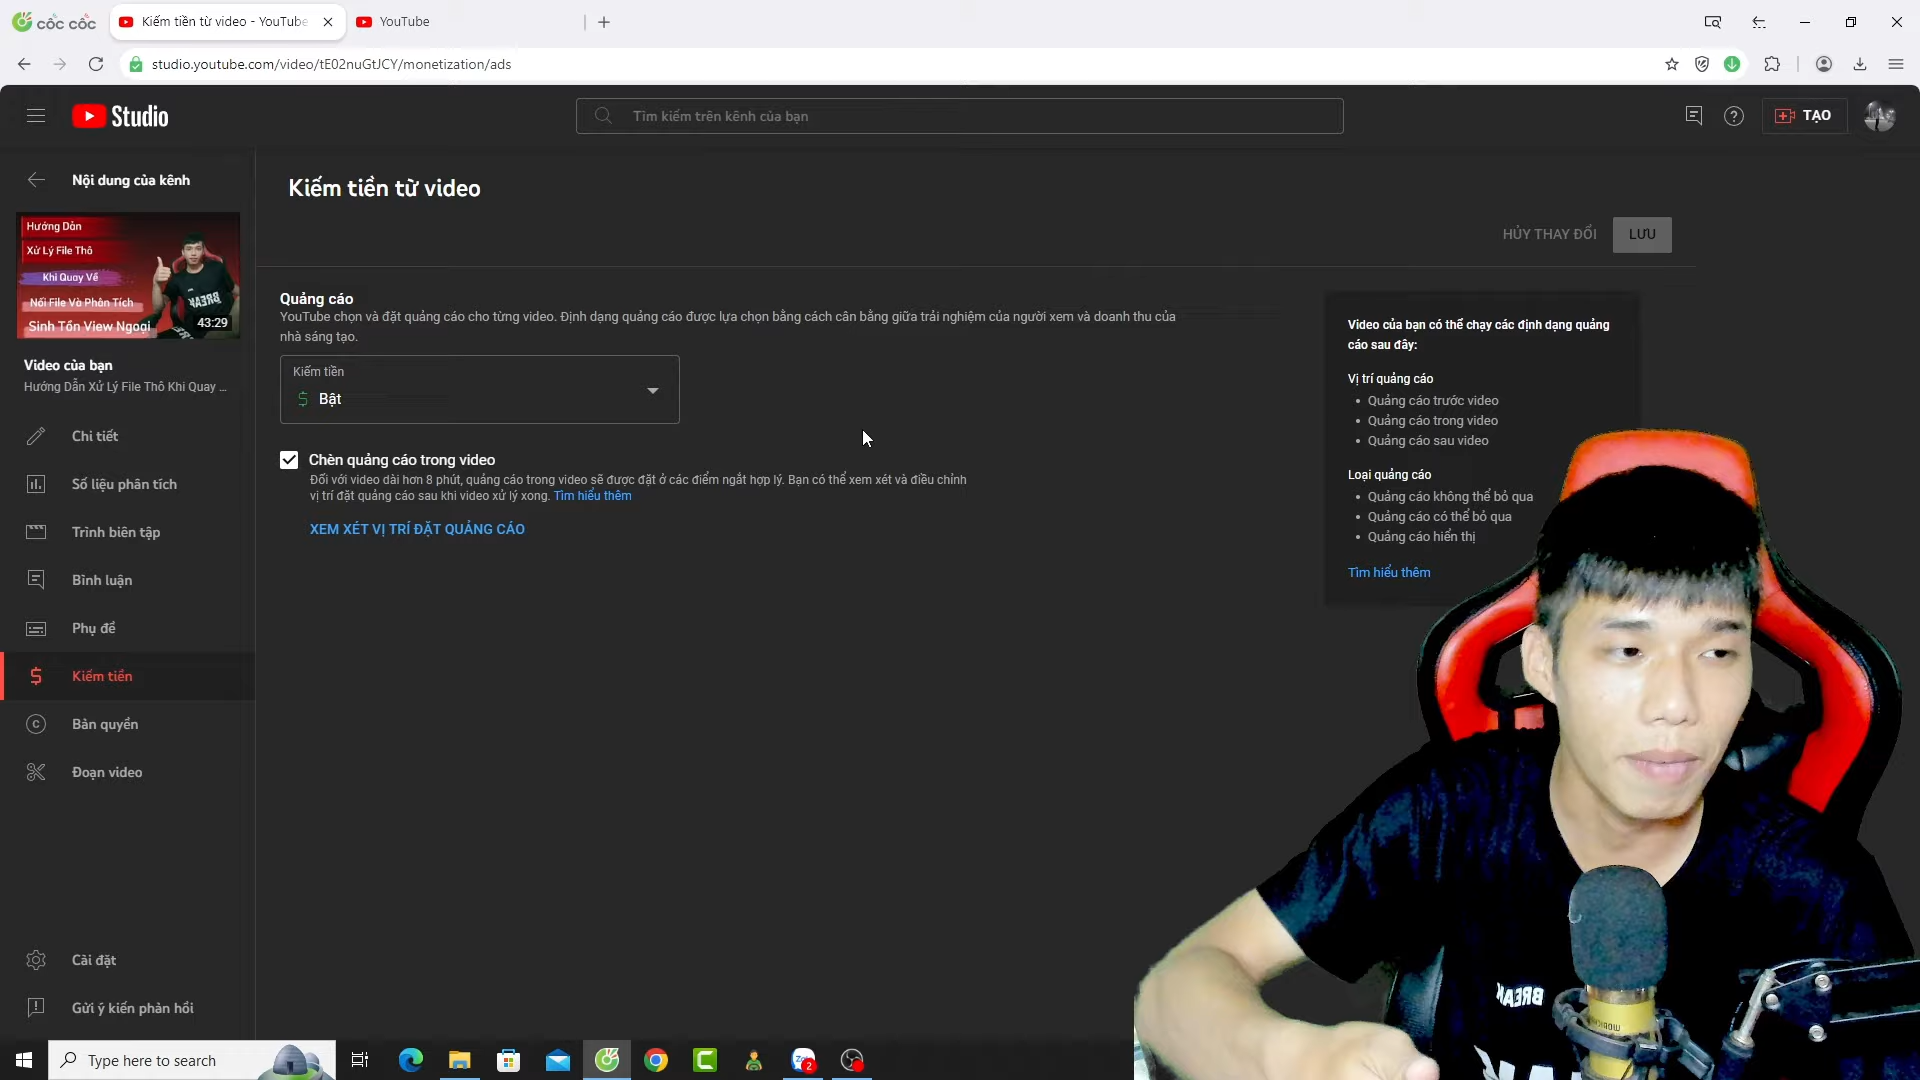 cốc cốc
Kiếm tiền từ video - YouTube
YouTube
studio.youtube.com/video/tE02nuGtJCY/monetization/ads
Studio
Tìm kiếm trên kênh của bạn
TẠO
Nội dung của kênh
Hướng Dẫn
Xử Lý File Thô
Khi Quay Về
Nối File Và Phân Tích
Sinh Tồn View Ngoại
43:29
Video của bạn
Hướng Dẫn Xử Lý File Thô Khi Quay ...
Chi tiết
Số liệu phân tích
Trình biên tập
Bình luận
Phụ đề
Kiếm tiền
Bản quyền
Đoạn video
Cài đặt
Gửi ý kiến phản hồi
Kiếm tiền từ video
HỦY THAY ĐỔI
LƯU
Quảng cáo
YouTube chọn và đặt quảng cáo cho từng video. Định dạng quảng cáo được lựa chọn bằng cách cân bằng giữa trải nghiệm của người xem và doanh thu của
nhà sáng tạo.
Kiếm tiền
Bật
Chèn quảng cáo trong video
Đối với video dài hơn 8 phút, quảng cáo trong video sẽ được đặt ở các điểm ngắt hợp lý. Bạn có thể xem xét và điều chỉnh
vị trí đặt quảng cáo sau khi video xử lý xong. Tìm hiểu thêm
XEM XÉT VỊ TRÍ ĐẶT QUẢNG CÁO
Video của bạn có thể chạy các định dạng quảng
cáo sau đây:
Vị trí quảng cáo
• Quảng cáo trước video
• Quảng cáo trong video
• Quảng cáo sau video
Loại quảng cáo
• Quảng cáo không thể bỏ qua
• Quảng cáo có thể bỏ qua
• Quảng cáo hiển thị
Tìm hiểu thêm
BREAK
Type here to search
Zalo
2